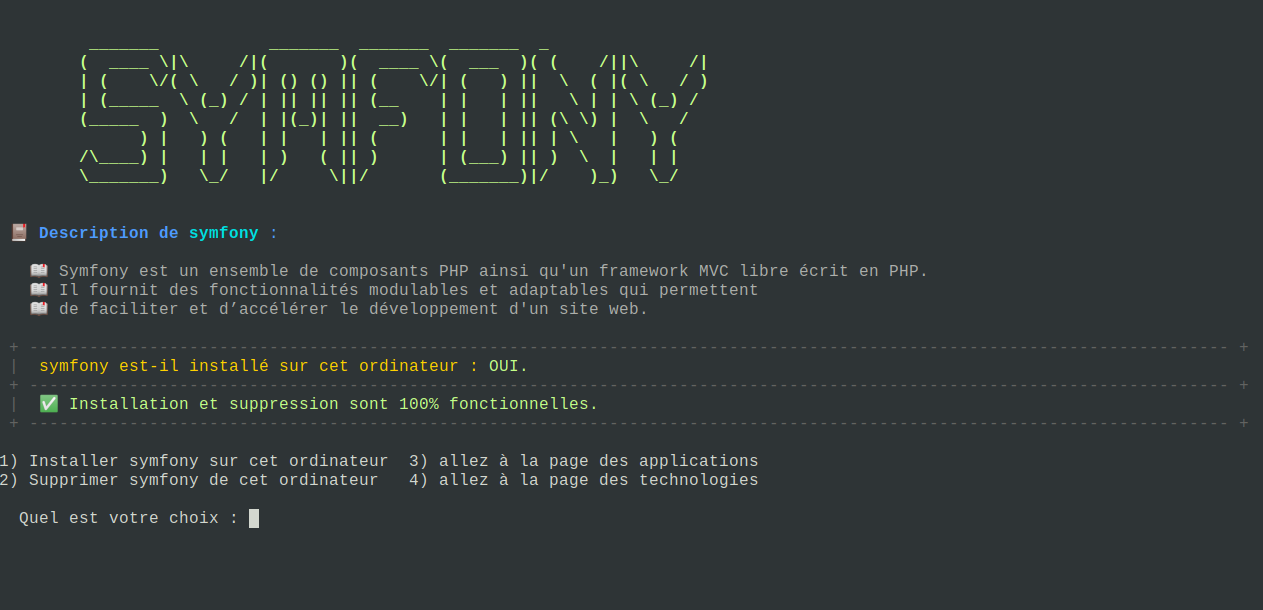 SYMFONY
📔 Description de symfony :
📖 Symfony est un ensemble de composants PHP ainsi qu'un framework MVC libre écrit en PHP.
📖 Il fournit des fonctionnalités modulables et adaptables qui permettent
📖 de faciliter et d’accélérer le développement d'un site web.
symfony est-il installé sur cet ordinateur : OUI.
✅ Installation et suppression sont 100% fonctionnelles.
1) Installer symfony sur cet ordinateur  3) allez à la page des applications
2) Supprimer symfony de cet ordinateur   4) allez à la page des technologies
Quel est votre choix :